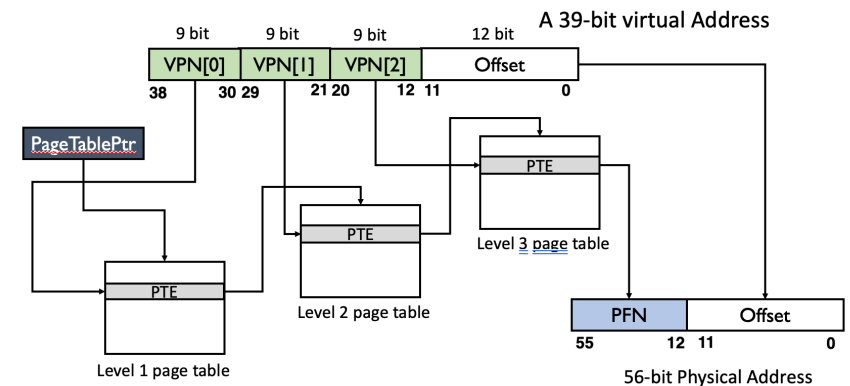 A 39-bit virtual Address
9 bit 9 bit 9 bit 12 bit
VPN[0] VPN[1] VPN[2] Offset
38 30 29 21 20 12 11 0
PageTablePtr
PTE
Level 3 page table
PTE
Level 2 page table
PTE
Level 1 page table
PFN Offset
55 12 11 0
56-bit Physical Address